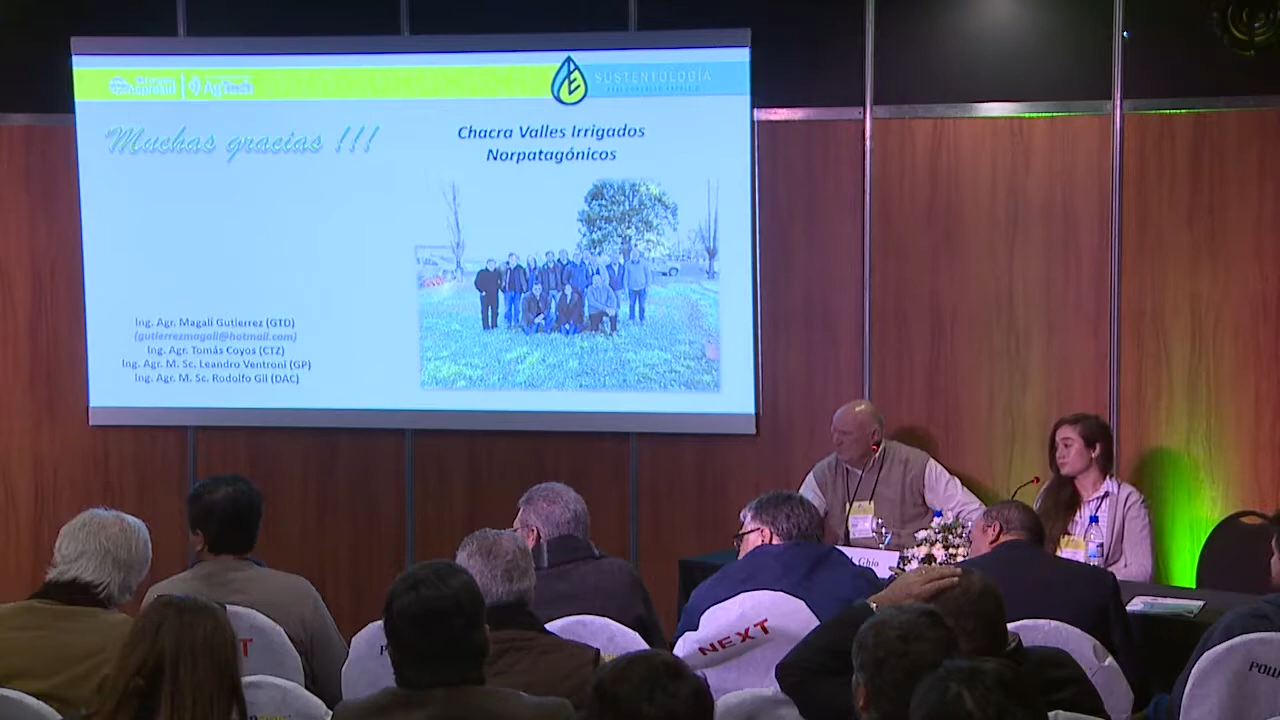 SUSTENTOLOGÍA
Muchas gracias !!!
Chacra Valles Irrigados
Norpatagónicos
Ing. Agr. Magalí Gutierrez (GTD)
(gutierrezmagali@hotmail.com)
Ing. Agr. Tomás Coyos (CTZ)
Ing. Agr. M. Sc. Leandro Ventroni (GP)
Ing. Agr. M. Sc. Rodolfo Gil (DAC)
Ghio
NEXT